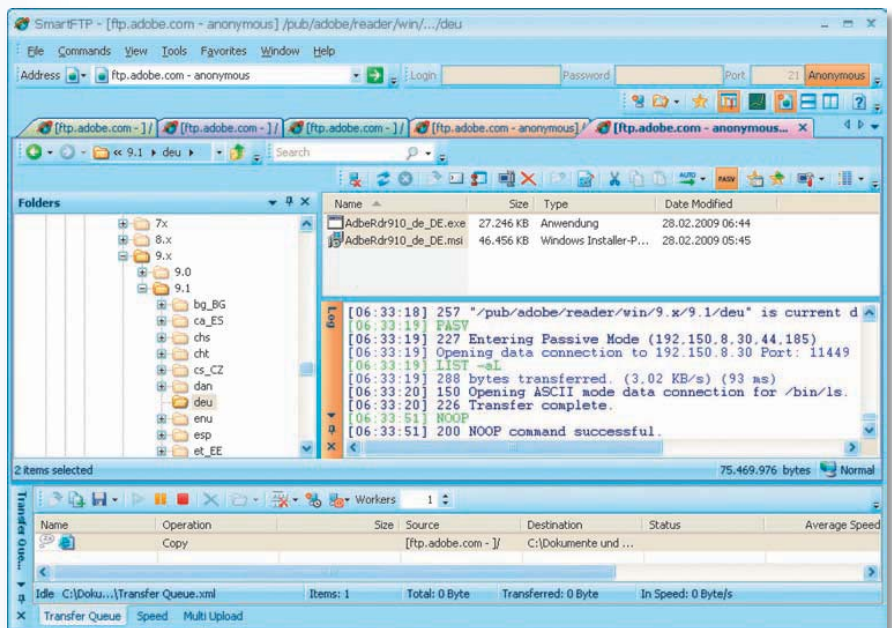 SmartFTP - [ftp.adobe.com - anonymous] /pub/adobe/reader/win/.../deu
File Commands View Tools Favorites Window Help
Address ftp.adobe.com - anonymous Login Password Port 21 Anonymous
[ftp.adobe.com - ] / [ftp.adobe.com - ] / [ftp.adobe.com - ] / [ftp.adobe.com - anonymous] / [ftp.adobe.com - anonymous...
« 9.1 deu Search
AUTO PASV
Folders
7x
8.x
9.x
9.0
9.1
bg_BG
ca_ES
chs
cht
cs_CZ
dan
deu
enu
esp
et_EE
Name Size Type Date Modified
AdbeRdr910_de_DE.exe 27.246 KB Anwendung 28.02.2009 06:44
AdbeRdr910_de_DE.msi 46.456 KB Windows Installer-P... 28.02.2009 05:45
Log
[06:33:18] 257 "/pub/adobe/reader/win/9.x/9.1/deu" is current d
[06:33:19] PASV
[06:33:19] 227 Entering Passive Mode (192,150,8,30,44,185)
[06:33:19] Opening data connection to 192.150.8.30 Port: 11449
[06:33:19] LIST -aL
[06:33:19] 288 bytes transferred. (3,02 KB/s) (93 ms)
[06:33:20] 150 Opening ASCII mode data connection for /bin/ls.
[06:33:20] 226 Transfer complete.
[06:33:51] NOOP
[06:33:51] 200 NOOP command successful.
2 items selected 75.469.976 bytes Normal
Transfer Que...
Workers 1
Name Operation Size Source Destination Status Average Speed
Copy [ftp.adobe.com - ]/ C:\Dokumente und ...
Idle C:\Doku...\Transfer Queue.xml Items: 1 Total: 0 Byte Transferred: 0 Byte In Speed: 0 Byte/s
Transfer Queue Speed Multi Upload